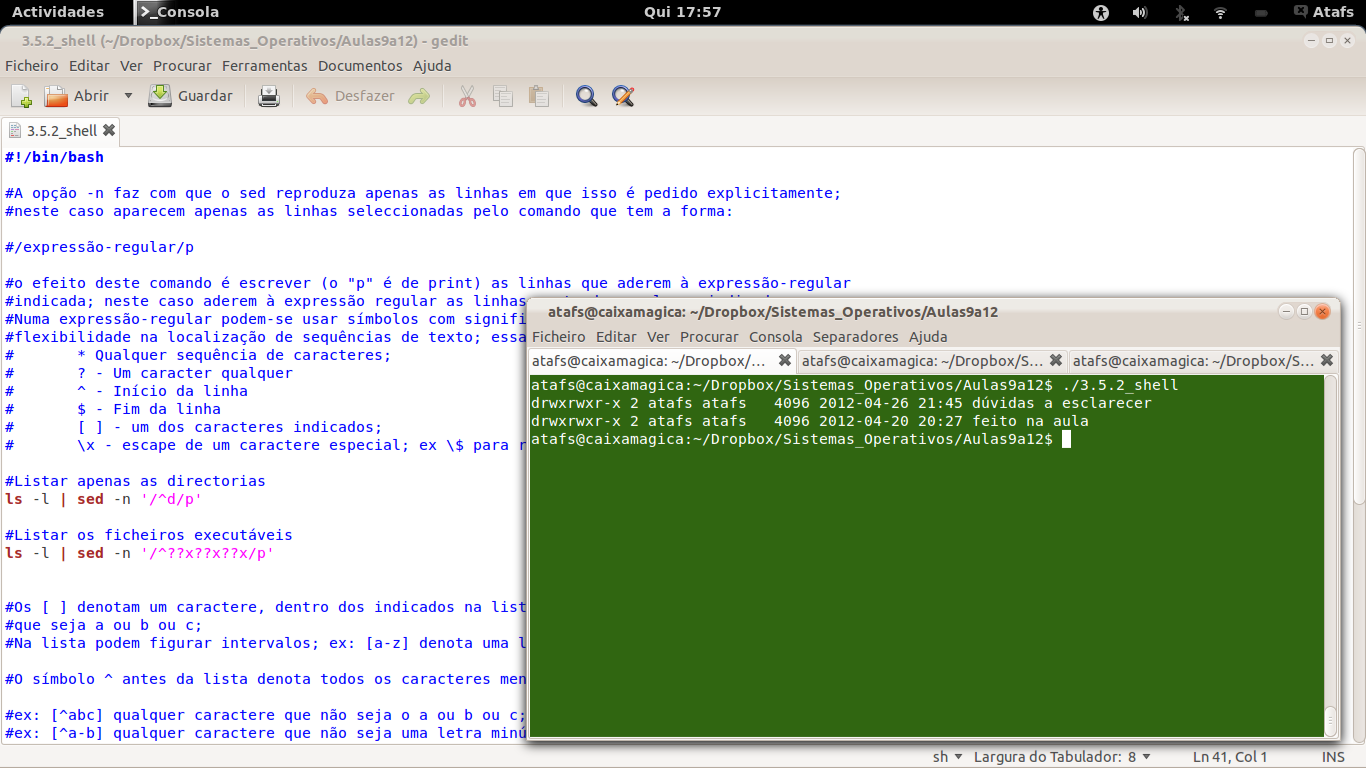 Actividades Consola Qui 17:57 Atafs
3.5.2_shell (~/Dropbox/Sistemas_Operativos/Aulas9a12) - gedit
Ficheiro Editar Ver Procurar Ferramentas Documentos Ajuda
Abrir Guardar Desfazer
3.5.2_shell
#!/bin/bash
#A opção -n faz com que o sed reproduza apenas as linhas em que isso é pedido explicitamente;
#neste caso aparecem apenas as linhas seleccionadas pelo comando que tem a forma:
#/expressão-regular/p
#o efeito deste comando é escrever (o "p" é de print) as linhas que aderem à expressão-regular
#indicada; neste caso aderem à expressão regular as linhas
#Numa expressão-regular podem-se usar símbolos com signifi
#flexibilidade na localização de sequências de texto; essa
# * Qualquer sequência de caracteres;
# ? - Um caracter qualquer
# ^ - Início da linha
# $ - Fim da linha
# [ ] - um dos caracteres indicados;
# \x - escape de um caractere especial; ex \$ para r
#Listar apenas as directorias
ls -l | sed -n '/^d/p'
#Listar os ficheiros executáveis
ls -l | sed -n '/^??x??x??x/p'
#Os [ ] denotam um caractere, dentro dos indicados na list
#que seja a ou b ou c;
#Na lista podem figurar intervalos; ex: [a-z] denota uma l
#O símbolo ^ antes da lista denota todos os caracteres men
#ex: [^abc] qualquer caractere que não seja o a ou b ou c;
#ex: [^a-b] qualquer caractere que não seja uma letra minú
atafs@caixamagica: ~/Dropbox/Sistemas_Operativos/Aulas9a12
Ficheiro Editar Ver Procurar Consola Separadores Ajuda
atafs@caixamagica: ~/Dropbox/... atafs@caixamagica: ~/Dropbox/S... atafs@caixamagica: ~/Dropbox/S...
atafs@caixamagica:~/Dropbox/Sistemas_Operativos/Aulas9a12$ ./3.5.2_shell
drwxrwxr-x 2 atafs atafs 4096 2012-04-26 21:45 dúvidas a esclarecer
drwxrwxr-x 2 atafs atafs 4096 2012-04-20 20:27 feito na aula
atafs@caixamagica:~/Dropbox/Sistemas_Operativos/Aulas9a12$
sh Largura do Tabulador: 8 Ln 41, Col 1 INS